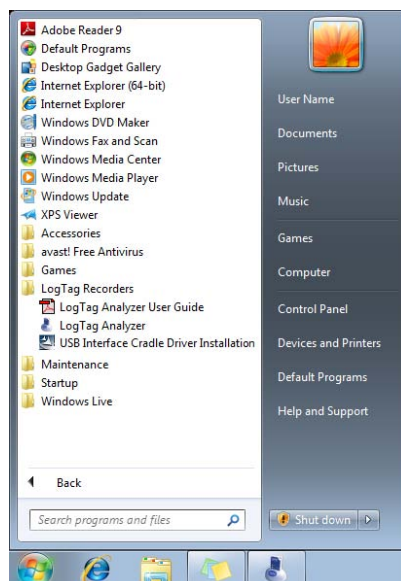 Adobe Reader 9
Default Programs
Desktop Gadget Gallery
Internet Explorer (64-bit)
Internet Explorer
Windows DVD Maker
Windows Fax and Scan
Windows Media Center
Windows Media Player
Windows Update
XPS Viewer
Accessories
avast! Free Antivirus
Games
LogTag Recorders
LogTag Analyzer User Guide
LogTag Analyzer
USB Interface Cradle Driver Installation
Maintenance
Startup
Windows Live
Back
Search programs and files
User Name
Documents
Pictures
Music
Games
Computer
Control Panel
Devices and Printers
Default Programs
Help and Support
Shut down